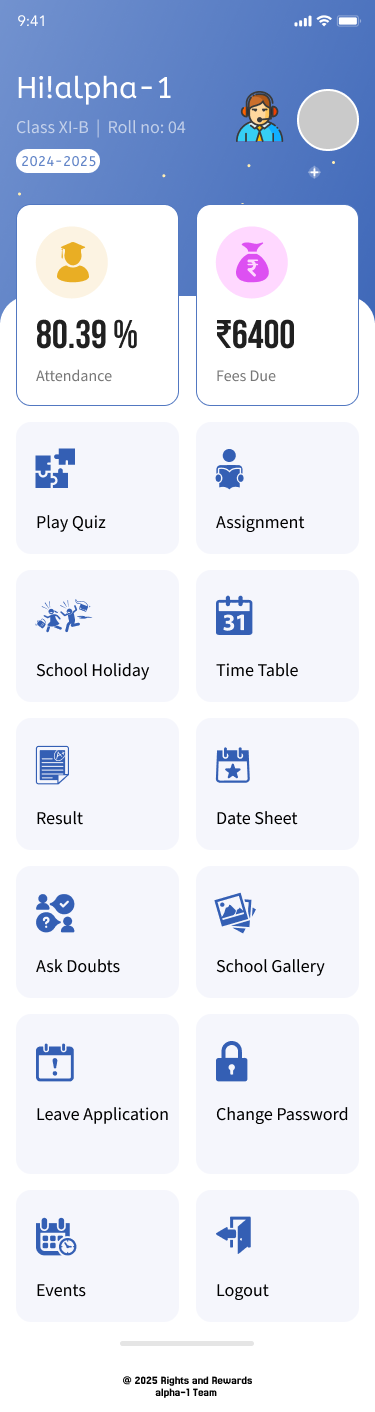 9:41
Hi!alpha-1
Class XI-B | Roll no: 04
2024-2025
80.39 %
Attendance
₹6400
Fees Due
Play Quiz
Assignment
School Holiday
31
Time Table
Result
Date Sheet
Ask Doubts
School Gallery
Leave Application
Change Password
Events
Logout
@ 2025 Rights and Rewards
alpha-1 Team